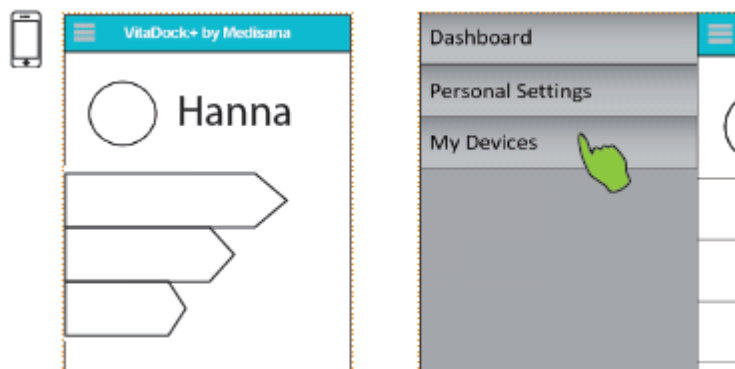 VitaDock+ by Medisana
Hanna
Dashboard
Personal Settings
My Devices